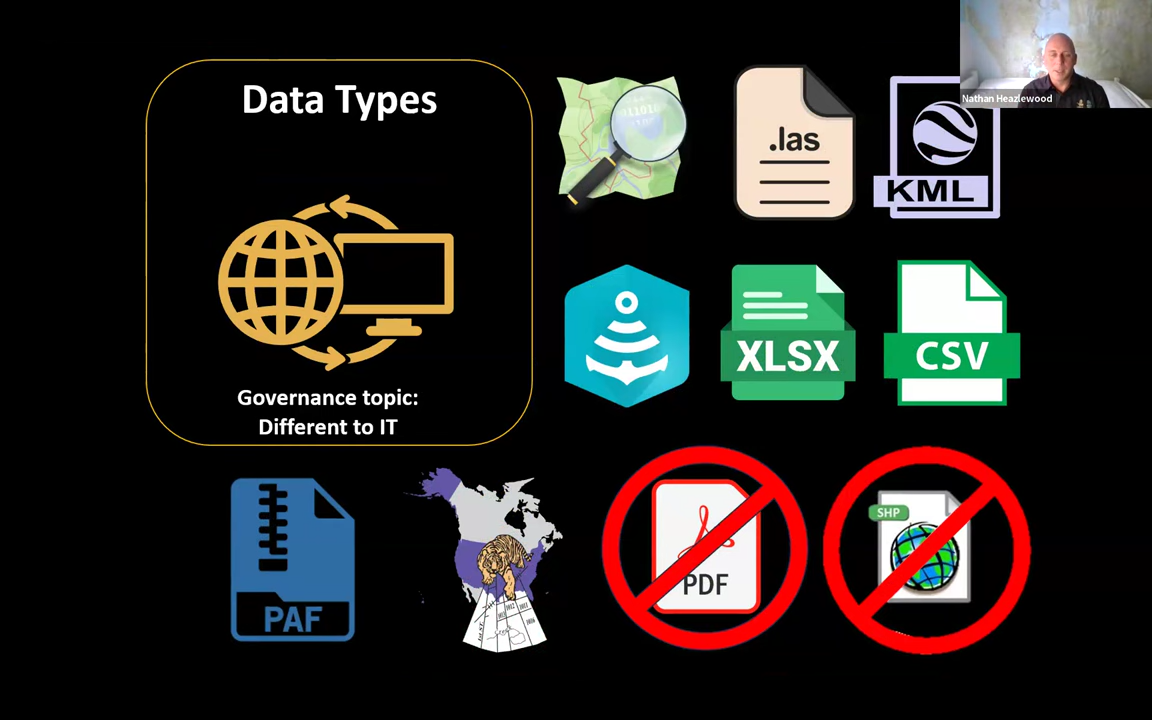 Data Types
Governance topic:
Different to IT
.las
KML
Nathan Heazlewood
XLSX
CSV
PAF
PDF
SHP